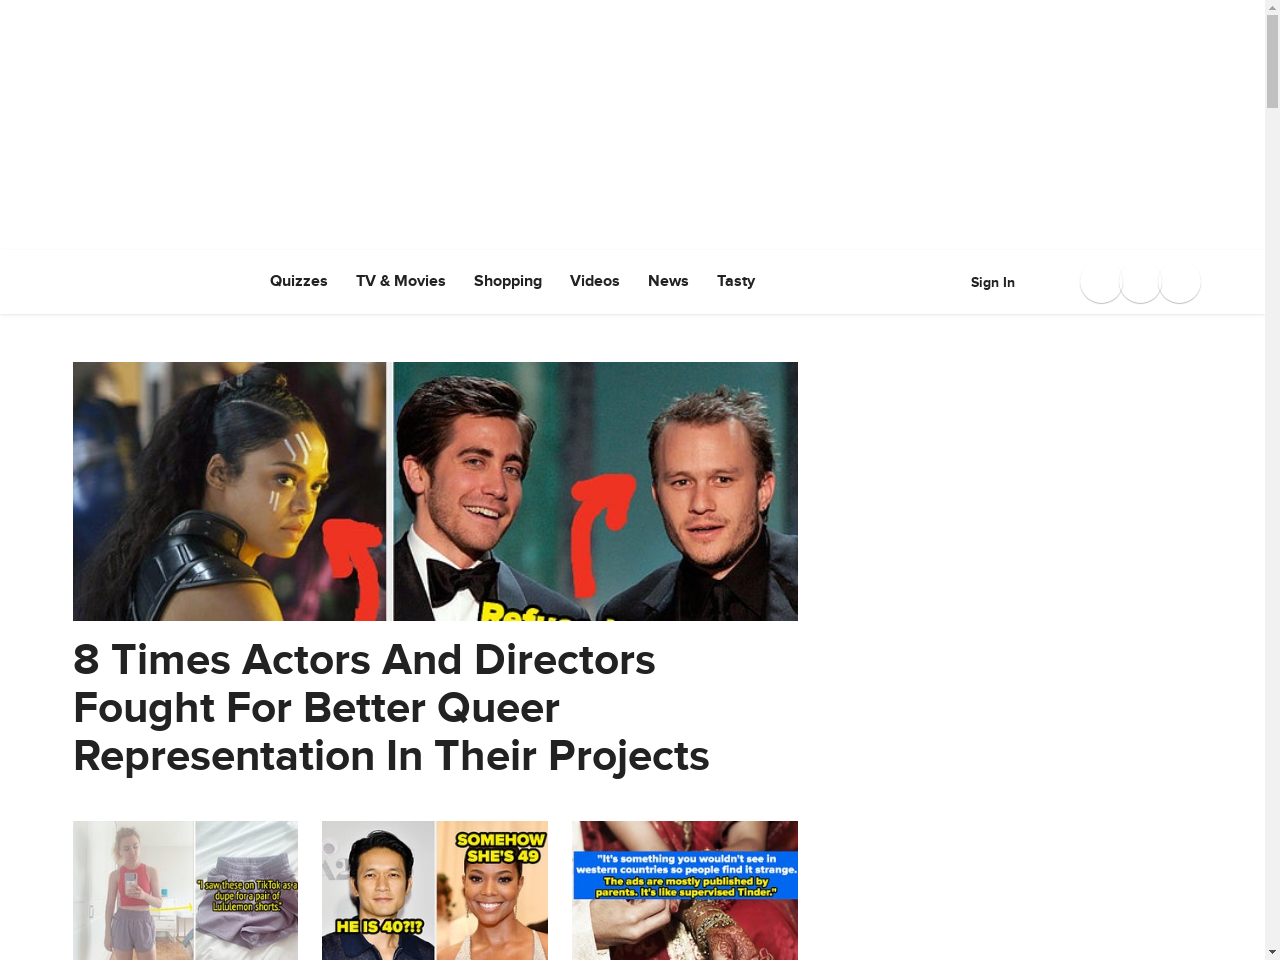 Quizzes TV & Movies Shopping Videos News Tasty Sign In
8 Times Actors And Directors
Fought For Better Queer
Representation In Their Projects
"I saw these on TikTok as a
dupe for a pair of
Lululemon shorts."
HE IS 40?!?
SOMEHOW
SHE'S 49
"It's something you wouldn't see in
western countries so people find it strange.
The ads are mostly published by
parents. It's like supervised Tinder."